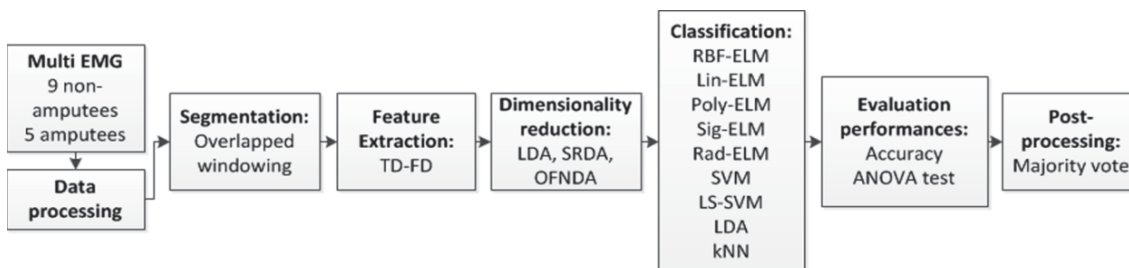 Multi EMG
9 non-
amputees
5 amputees
Data
processing
Segmentation:
Overlapped
windowing
Feature
Extraction:
TD-FD
Dimensionality
reduction:
LDA, SRDA,
OFNDA
Classification:
RBF-ELM
Lin-ELM
Poly-ELM
Sig-ELM
Rad-ELM
SVM
LS-SVM
LDA
kNN
Evaluation
performances:
Accuracy
ANOVA test
Post-
processing:
Majority vote